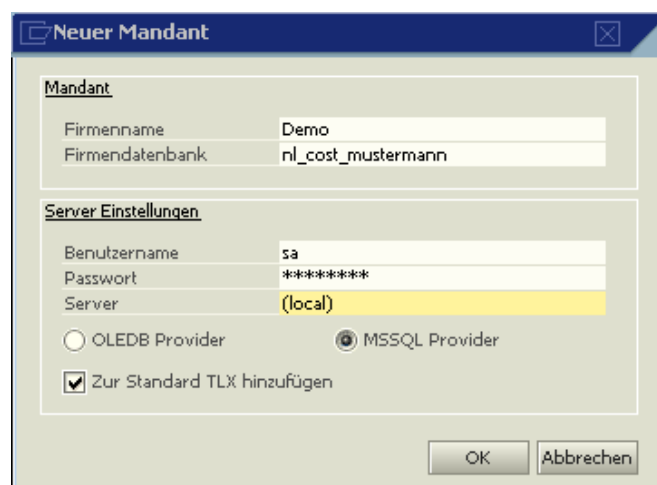 Neuer Mandant
Mandant
Firmenname Demo
Firmendatenbank nl_cost_mustermann
Server Einstellungen
Benutzername sa
Passwort ********
Server (local)
OLEDB Provider MSSQL Provider
Zur Standard TLX hinzufügen
OK Abbrechen